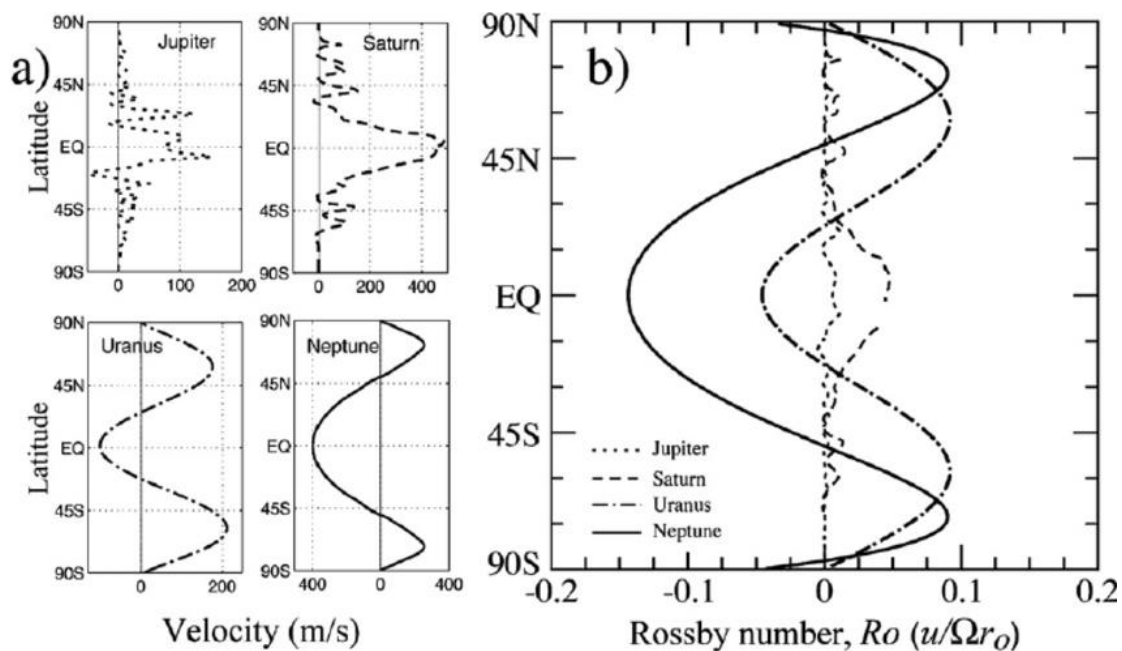 a)
Latitude
90N
45N
EQ
45S
90S
Jupiter
0 100 200
90N
45N
EQ
45S
90S
Saturn
0 200 400
Latitude
90N
45N
EQ
45S
90S
Uranus
0 200
90N
45N
EQ
45S
90S
Neptune
400 0 400
Velocity (m/s)
b)
90N
45N
EQ
45S
90S
Jupiter
Saturn
Uranus
Neptune
-0.2 -0.1 0 0.1 0.2
Rossby number, Ro (u/Ωrₒ)